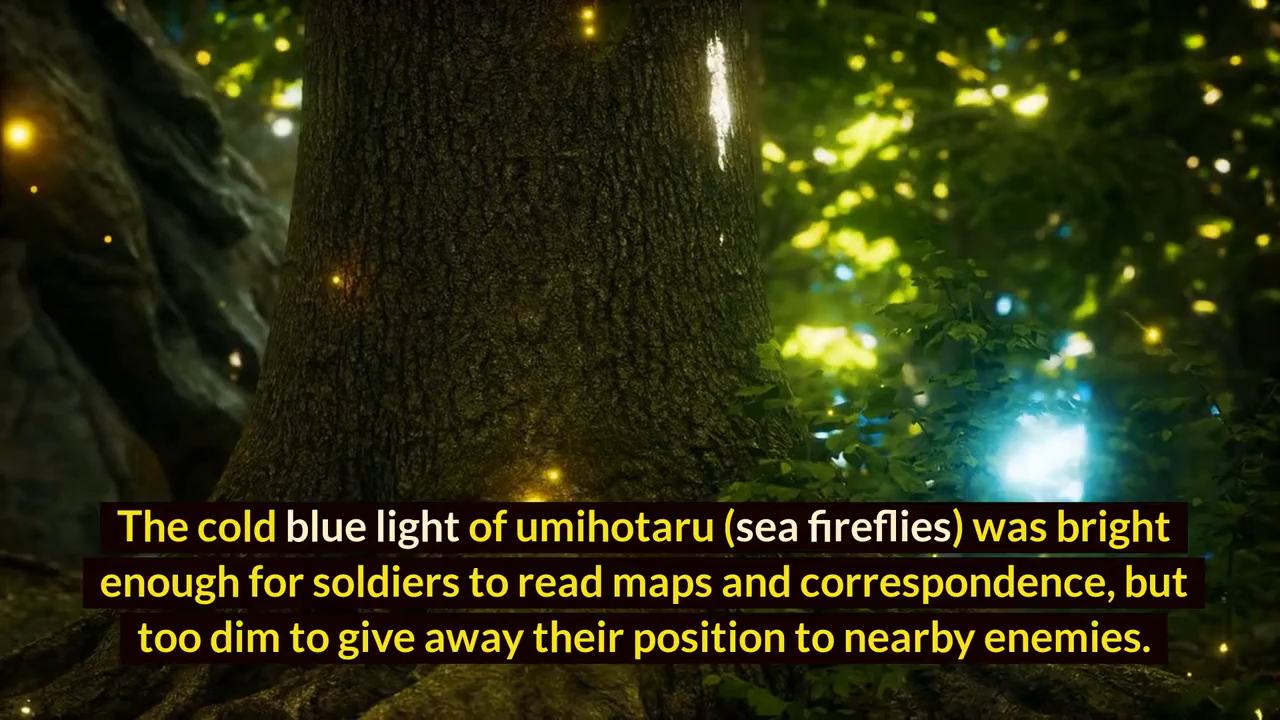 The cold blue light of umihotaru (sea fireflies) was bright
enough for soldiers to read maps and correspondence, but
too dim to give away their position to nearby enemies.